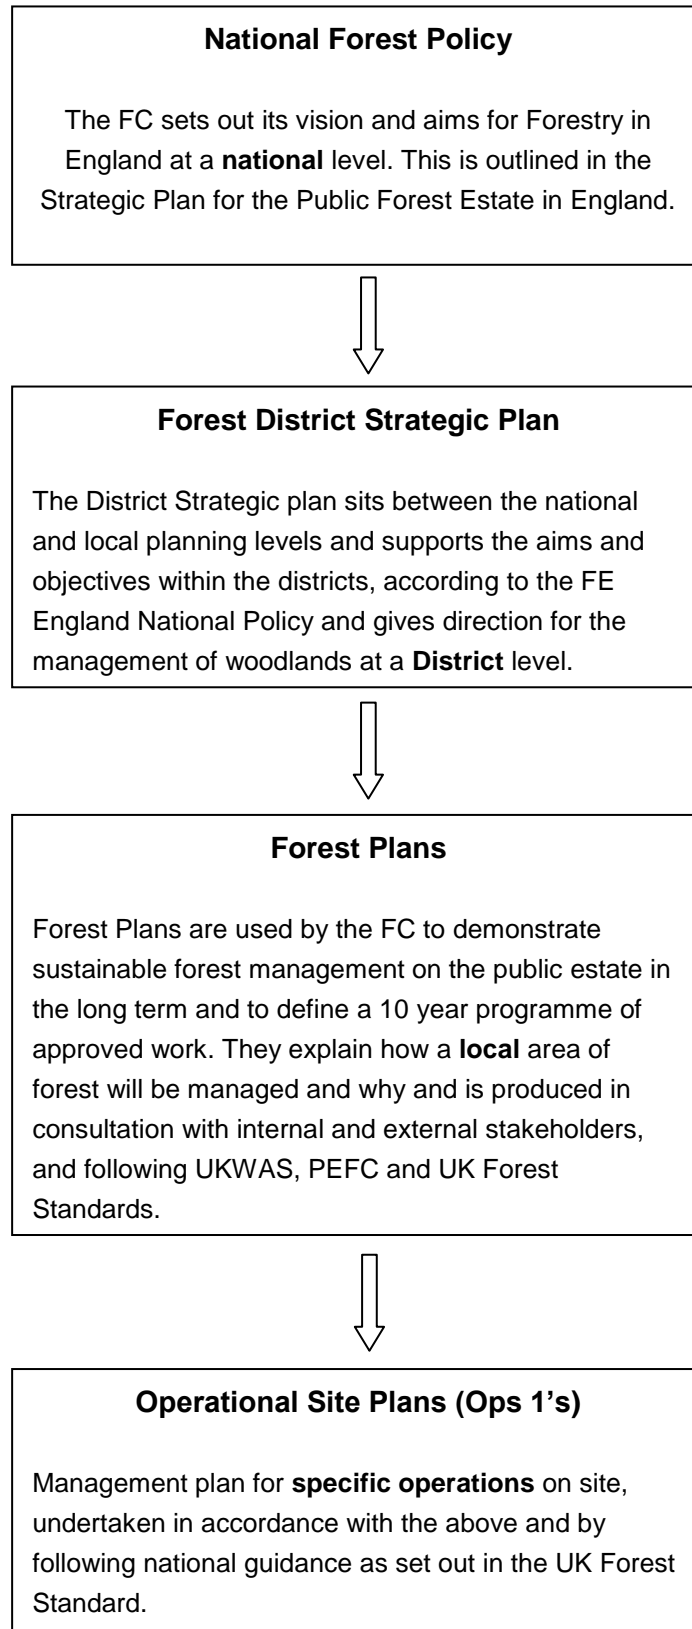 National Forest Policy
The FC sets out its vision and aims for Forestry in
England at a national level. This is outlined in the
Strategic Plan for the Public Forest Estate in England.
Forest District Strategic Plan
The District Strategic plan sits between the national
and local planning levels and supports the aims and
objectives within the districts, according to the FE
England National Policy and gives direction for the
management of woodlands at a District level.
Forest Plans
Forest Plans are used by the FC to demonstrate
sustainable forest management on the public estate in
the long term and to define a 10 year programme of
approved work. They explain how a local area of
forest will be managed and why and is produced in
consultation with internal and external stakeholders,
and following UKWAS, PEFC and UK Forest
Standards.
Operational Site Plans (Ops 1's)
Management plan for specific operations on site,
undertaken in accordance with the above and by
following national guidance as set out in the UK Forest
Standard.